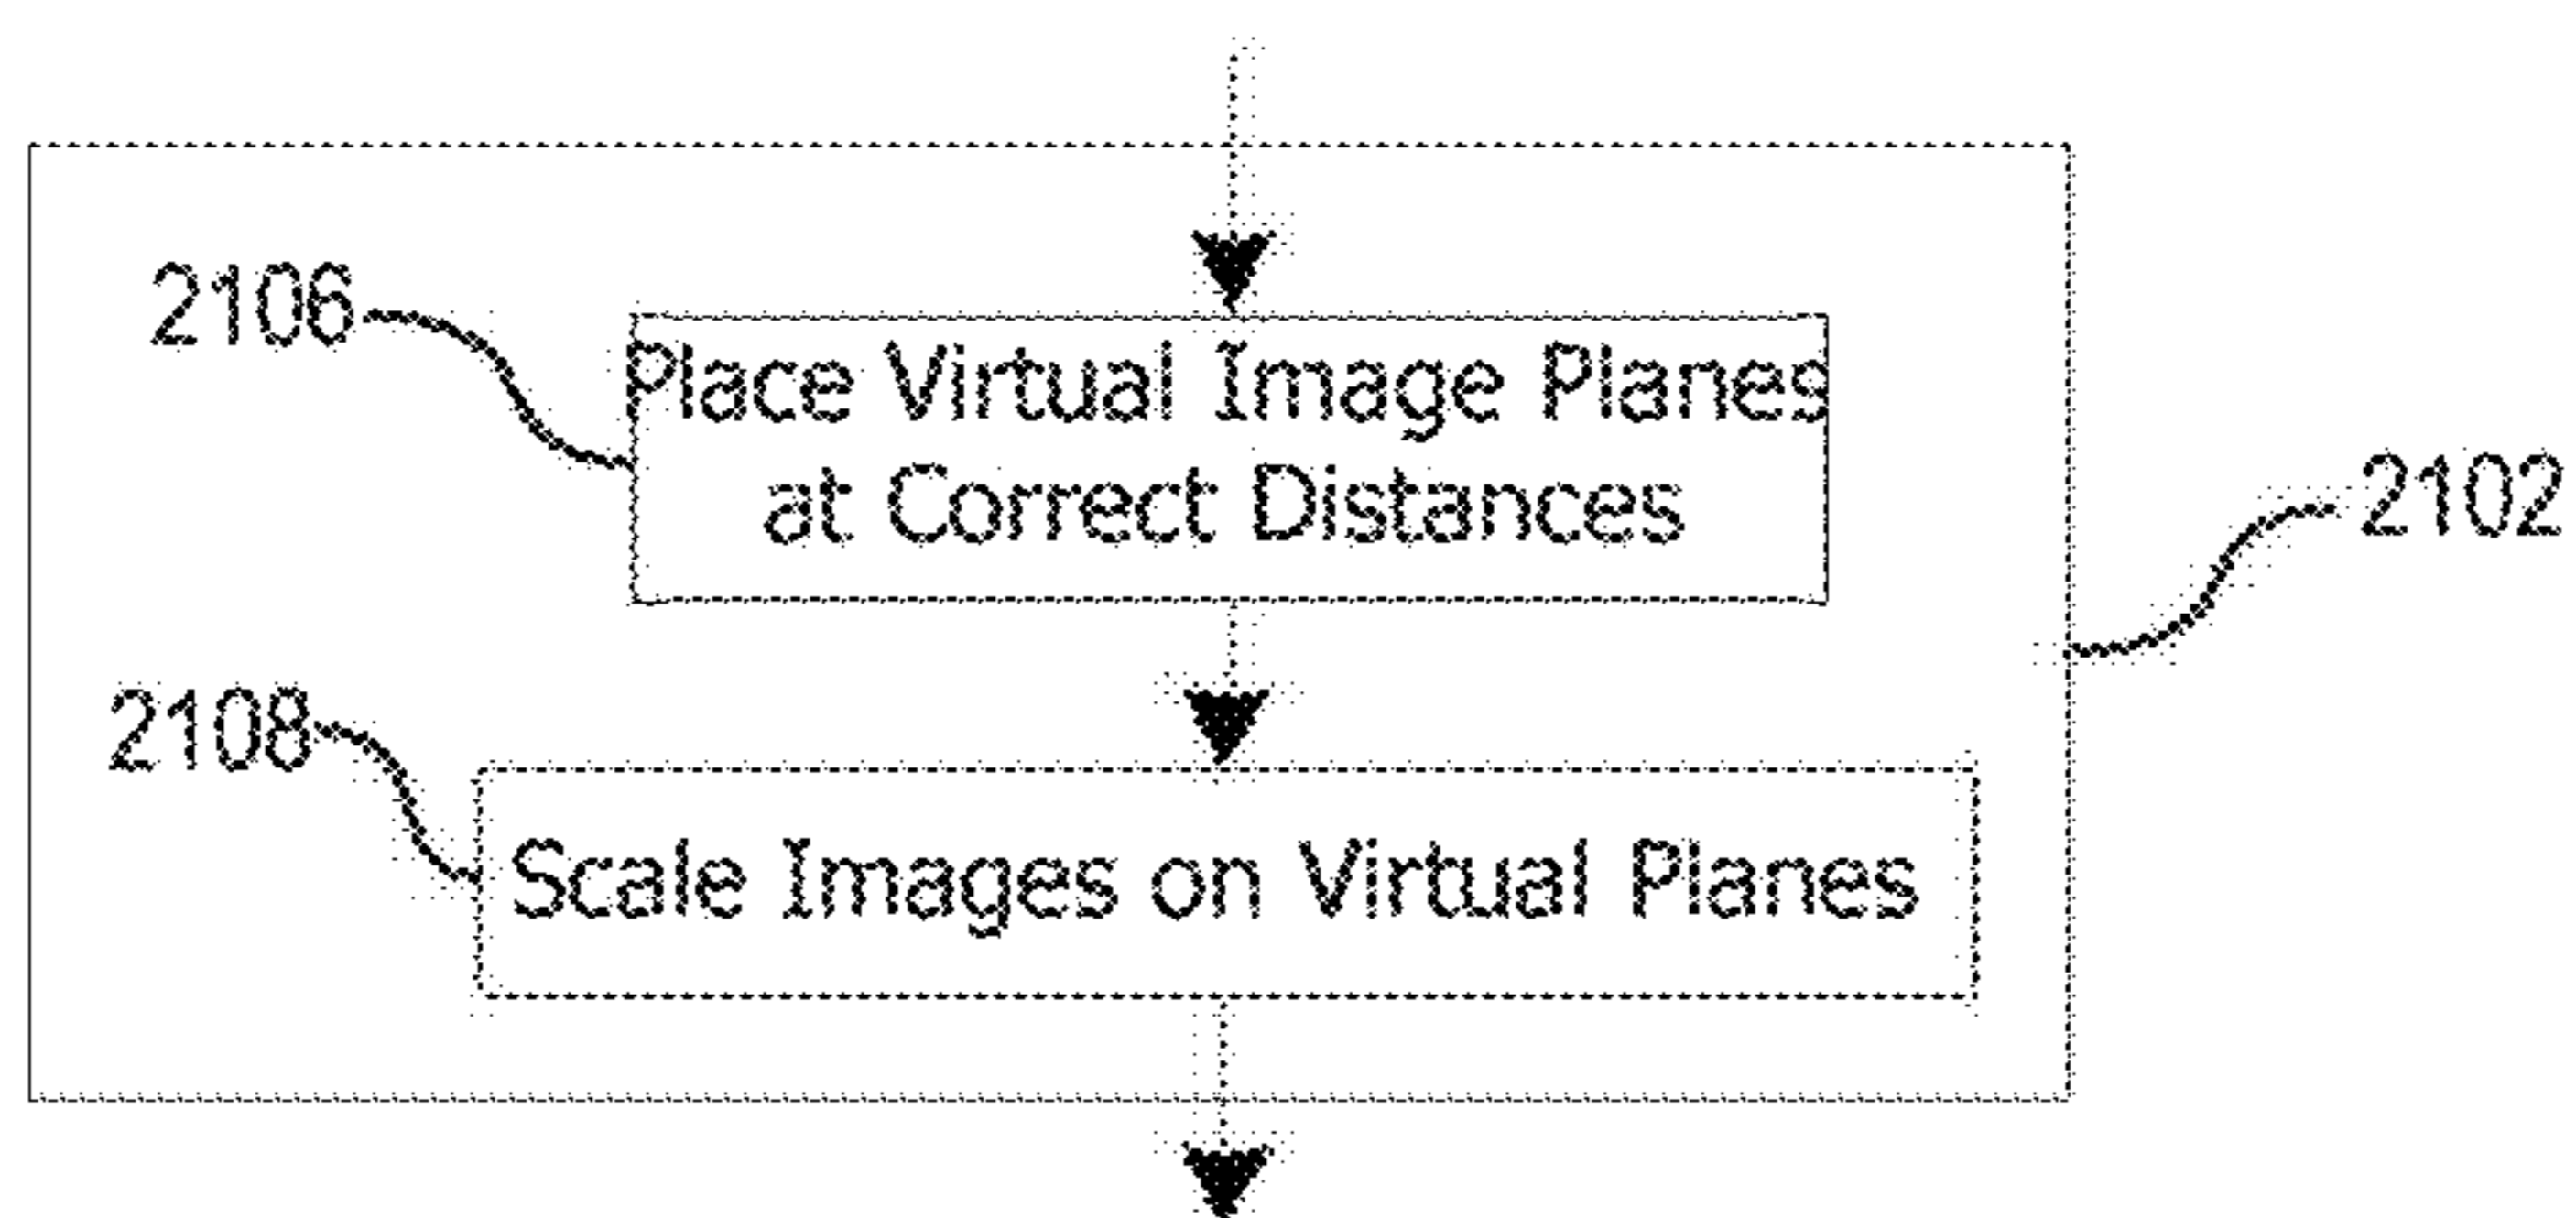 2106
Place Virtual Image Planes
at Correct Distances
2102
2108
Scale Images on Virtual Planes